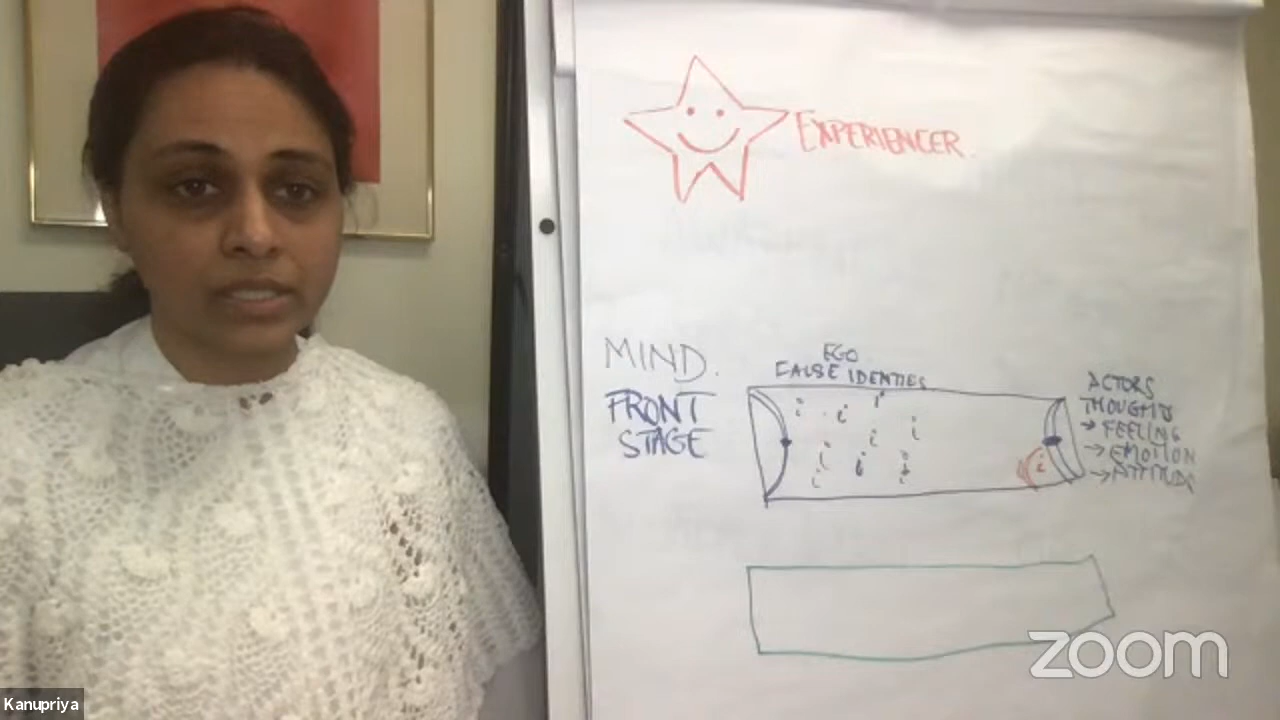 EXPERIENCER.
MIND.
FRONT
STAGE
EGO
FALSE IDENTIES
i i i
i i
i i i
i
i
ACTORS
THOUGHTS
→ FEELING
→ EMOTION
→ ATTITUDE
zoom
Kanupriya